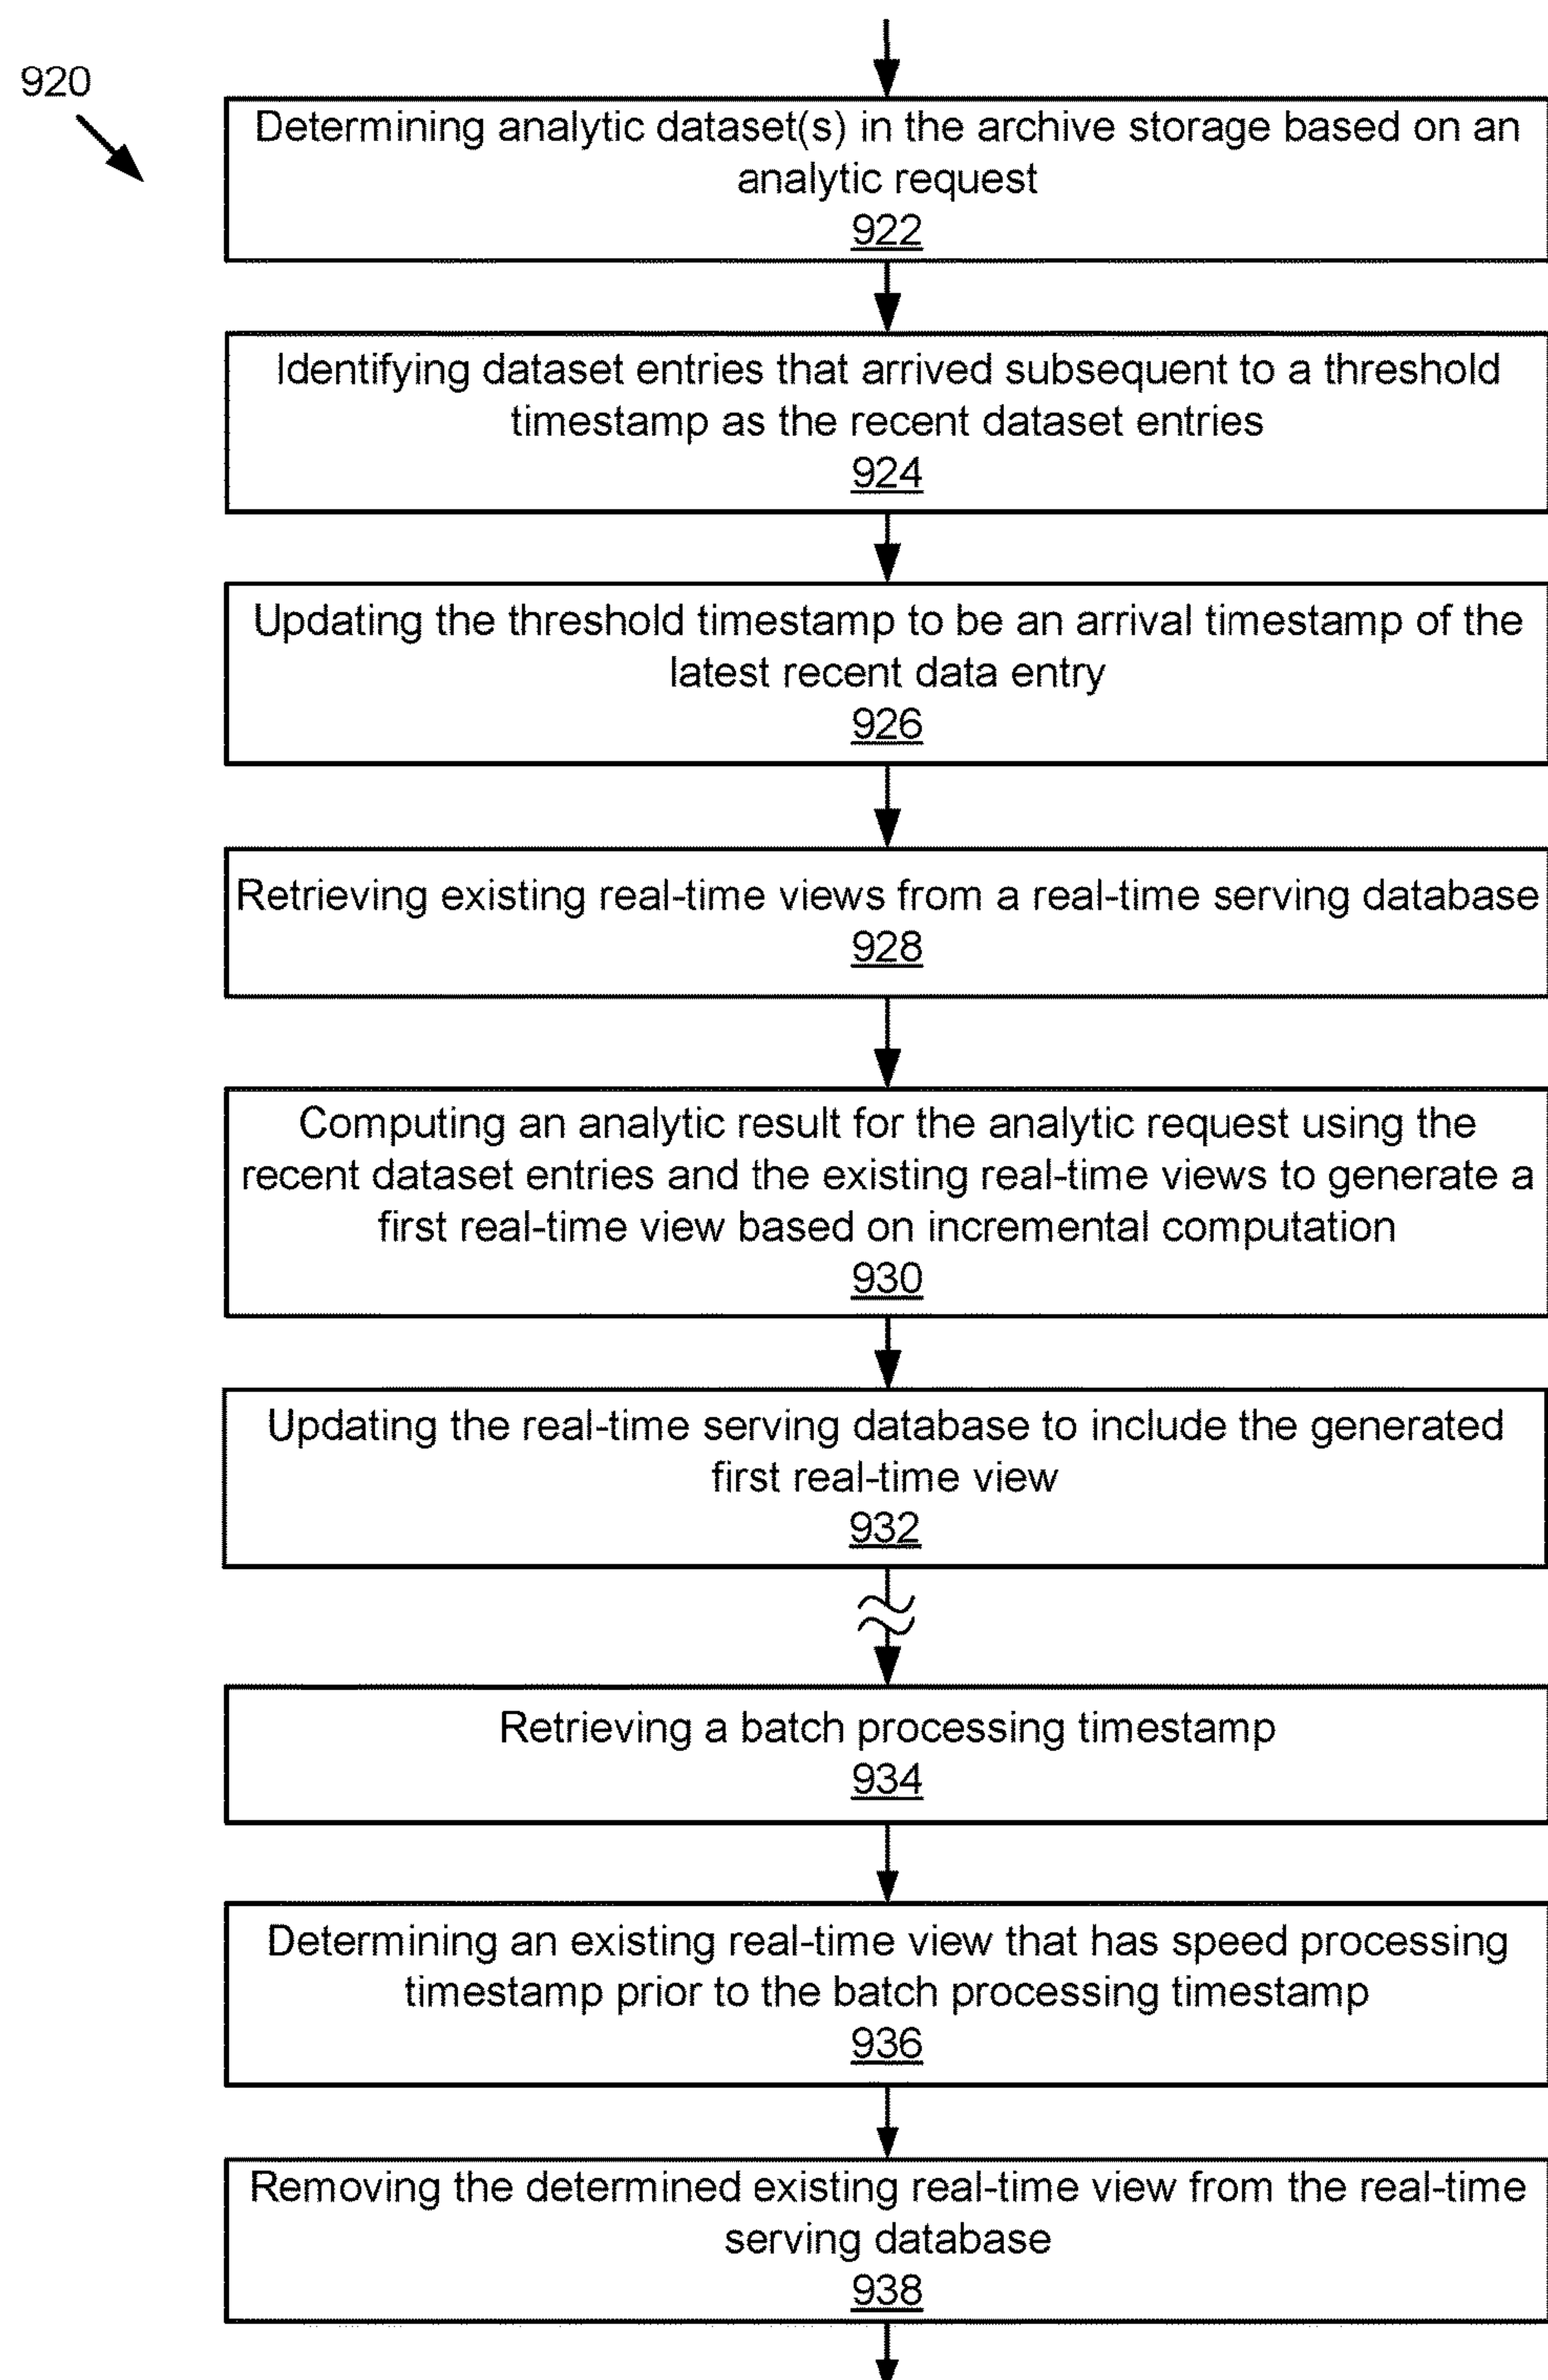 920
Determining analytic dataset(s) in the archive storage based on an
analytic request
922
Identifying dataset entries that arrived subsequent to a threshold
timestamp as the recent dataset entries
924
Updating the threshold timestamp to be an arrival timestamp of the
latest recent data entry
926
Retrieving existing real-time views from a real-time serving database
928
Computing an analytic result for the analytic request using the
recent dataset entries and the existing real-time views to generate a
first real-time view based on incremental computation
930
Updating the real-time serving database to include the generated
first real-time view
932
Retrieving a batch processing timestamp
934
Determining an existing real-time view that has speed processing
timestamp prior to the batch processing timestamp
936
Removing the determined existing real-time view from the real-time
serving database
938